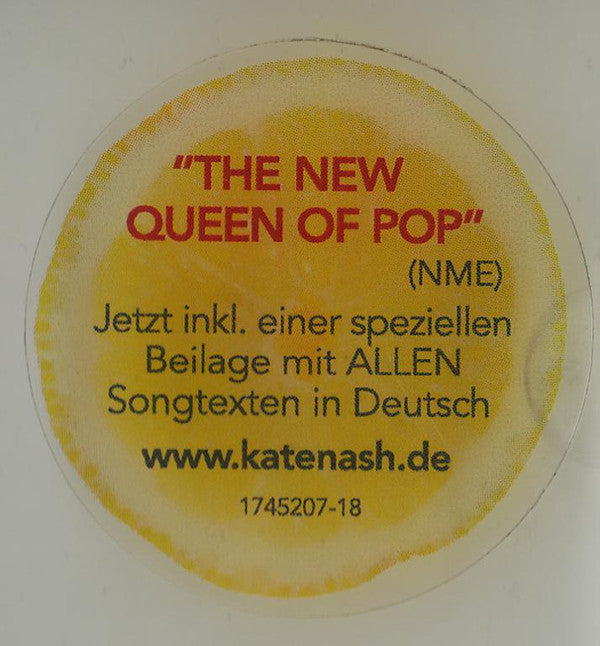 "THE NEW
QUEEN OF POP"
(NME)
Jetzt inkl. einer speziellen
Beilage mit ALLEN
Songtexten in Deutsch
www.katenash.de
1745207-18